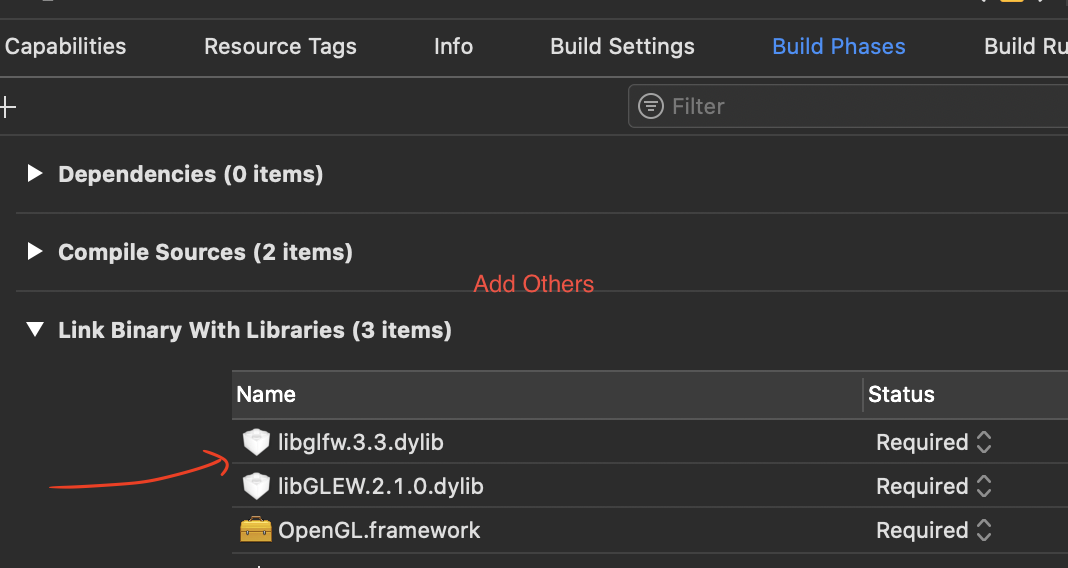 Capabilities Resource Tags Info Build Settings Build Phases Build Ru
Filter
Dependencies (0 items)
Compile Sources (2 items)
Add Others
Link Binary With Libraries (3 items)
Name Status
libglfw.3.3.dylib Required
libGLEW.2.1.0.dylib Required
OpenGL.framework Required